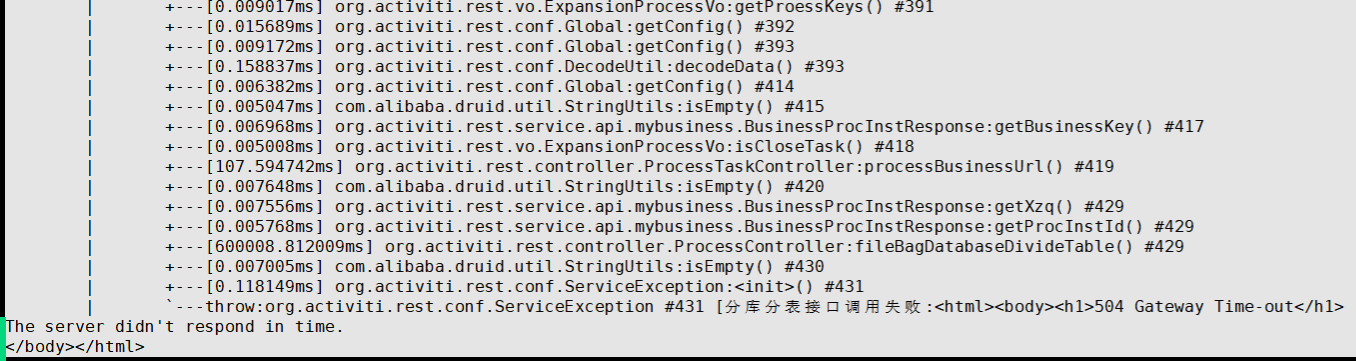 +---[0.009017ms] org.activiti.rest.vo.ExpansionProcessVo:getProessKeys() #391
| +---[0.015689ms] org.activiti.rest.conf.Global:getConfig() #392
| +---[0.009172ms] org.activiti.rest.conf.Global:getConfig() #393
| +---[0.158837ms] org.activiti.rest.conf.DecodeUtil:decodeData() #393
| +---[0.006382ms] org.activiti.rest.conf.Global:getConfig() #414
| +---[0.005047ms] com.alibaba.druid.util.StringUtils:isEmpty() #415
| +---[0.006968ms] org.activiti.rest.service.api.mybusiness.BusinessProcInstResponse:getBusinessKey() #417
| +---[0.005008ms] org.activiti.rest.vo.ExpansionProcessVo:isCloseTask() #418
| +---[107.594742ms] org.activiti.rest.controller.ProcessTaskController:processBusinessUrl() #419
| +---[0.007648ms] com.alibaba.druid.util.StringUtils:isEmpty() #420
| +---[0.007556ms] org.activiti.rest.service.api.mybusiness.BusinessProcInstResponse:getXzq() #429
| +---[0.005768ms] org.activiti.rest.service.api.mybusiness.BusinessProcInstResponse:getProcInstId() #429
| +---[600008.812009ms] org.activiti.rest.controller.ProcessController:fileBagDatabaseDivideTable() #429
| +---[0.007005ms] com.alibaba.druid.util.StringUtils:isEmpty() #430
| +---[0.118149ms] org.activiti.rest.conf.ServiceException:<init>() #431
| `---throw:org.activiti.rest.conf.ServiceException #431 [分库分表接口调用失败:<html><body><h1>504 Gateway Time-out</h1>
The server didn't respond in time.
</body></html>